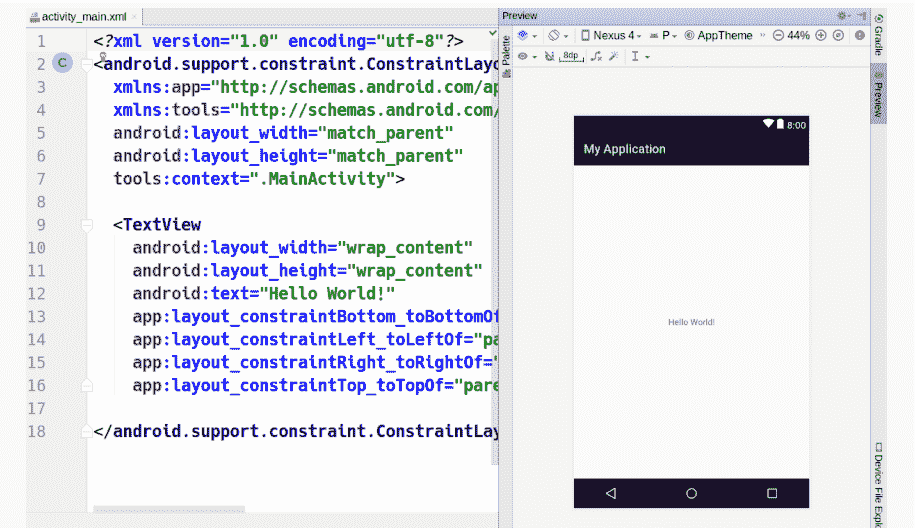 activity_main.xml
1 <?xml version="1.0" encoding="utf-8"?>
2 C <android.support.constraint.ConstraintLayo
3 xmlns:app="http://schemas.android.com/ap
4 xmlns:tools="http://schemas.android.com/
5 android:layout_width="match_parent"
6 android:layout_height="match_parent"
7 tools:context=".MainActivity">
8
9 <TextView
10 android:layout_width="wrap_content"
11 android:layout_height="wrap_content"
12 android:text="Hello World!"
13 app:layout_constraintBottom_toBottomOf
14 app:layout_constraintLeft_toLeftOf="pa
15 app:layout_constraintRight_toRightOf="
16 app:layout_constraintTop_toTopOf="pare
17
18 </android.support.constraint.ConstraintLay
Preview
Palette
Nexus 4 P AppTheme 44%
8dp
8:00
My Application
Hello World!
Gradle
Preview
Device File Explo